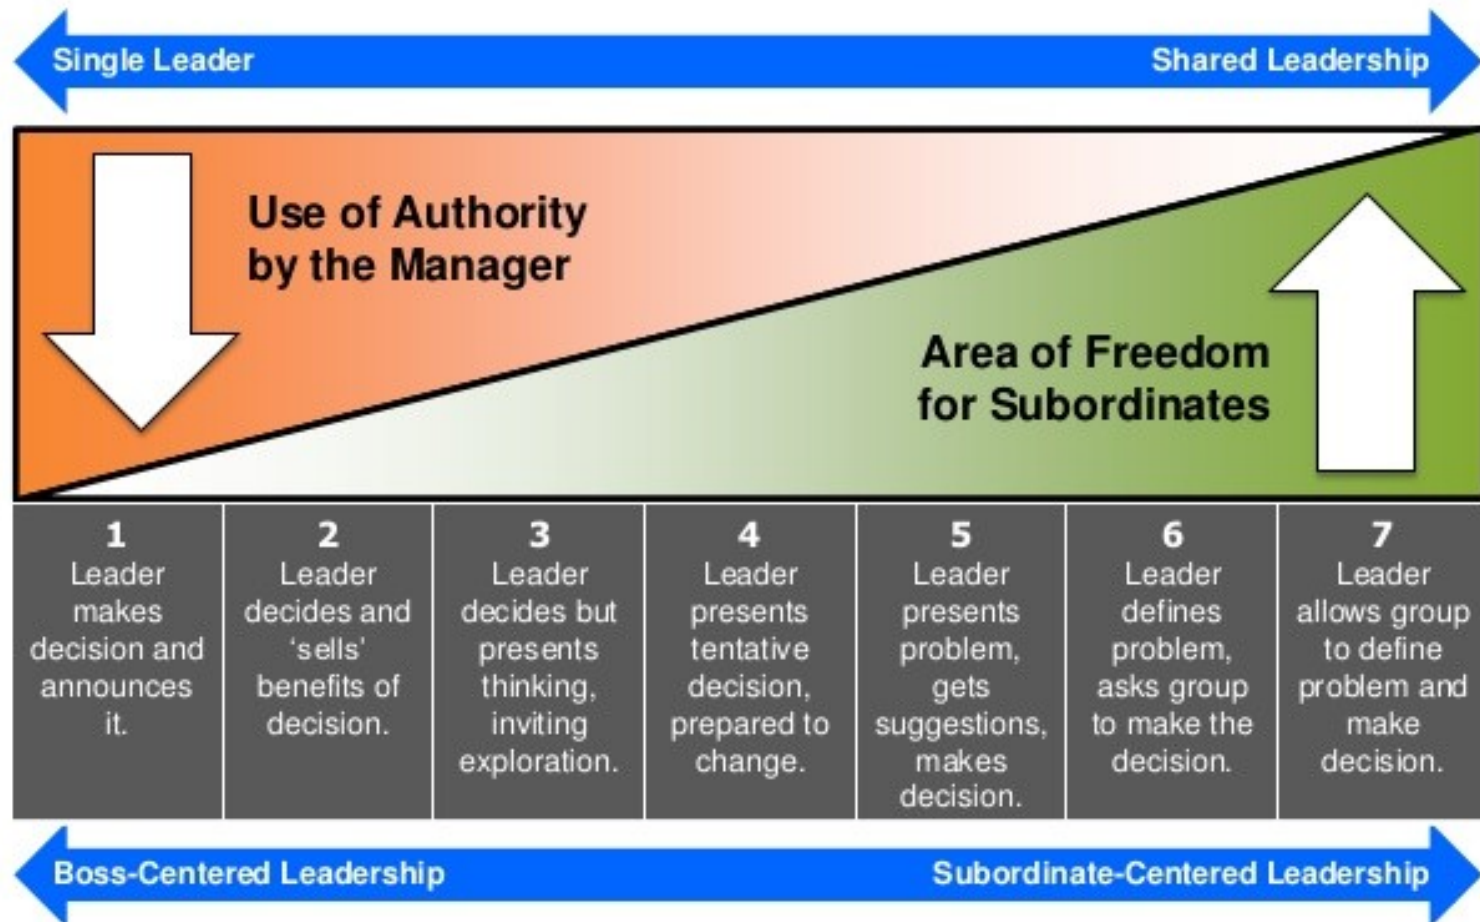 Single Leader
Shared Leadership
Use of Authority
by the Manager
Area of Freedom
for Subordinates
1
Leader
makes
decision and
announces
it.
2
Leader
decides and
‘sells’
benefits of
decision.
3
Leader
decides but
presents
thinking,
inviting
exploration.
4
Leader
presents
tentative
decision,
prepared to
change.
5
Leader
presents
problem,
gets
suggestions,
makes
decision.
6
Leader
defines
problem,
asks group
to make the
decision.
7
Leader
allows group
to define
problem and
make
decision.
Boss-Centered Leadership
Subordinate-Centered Leadership